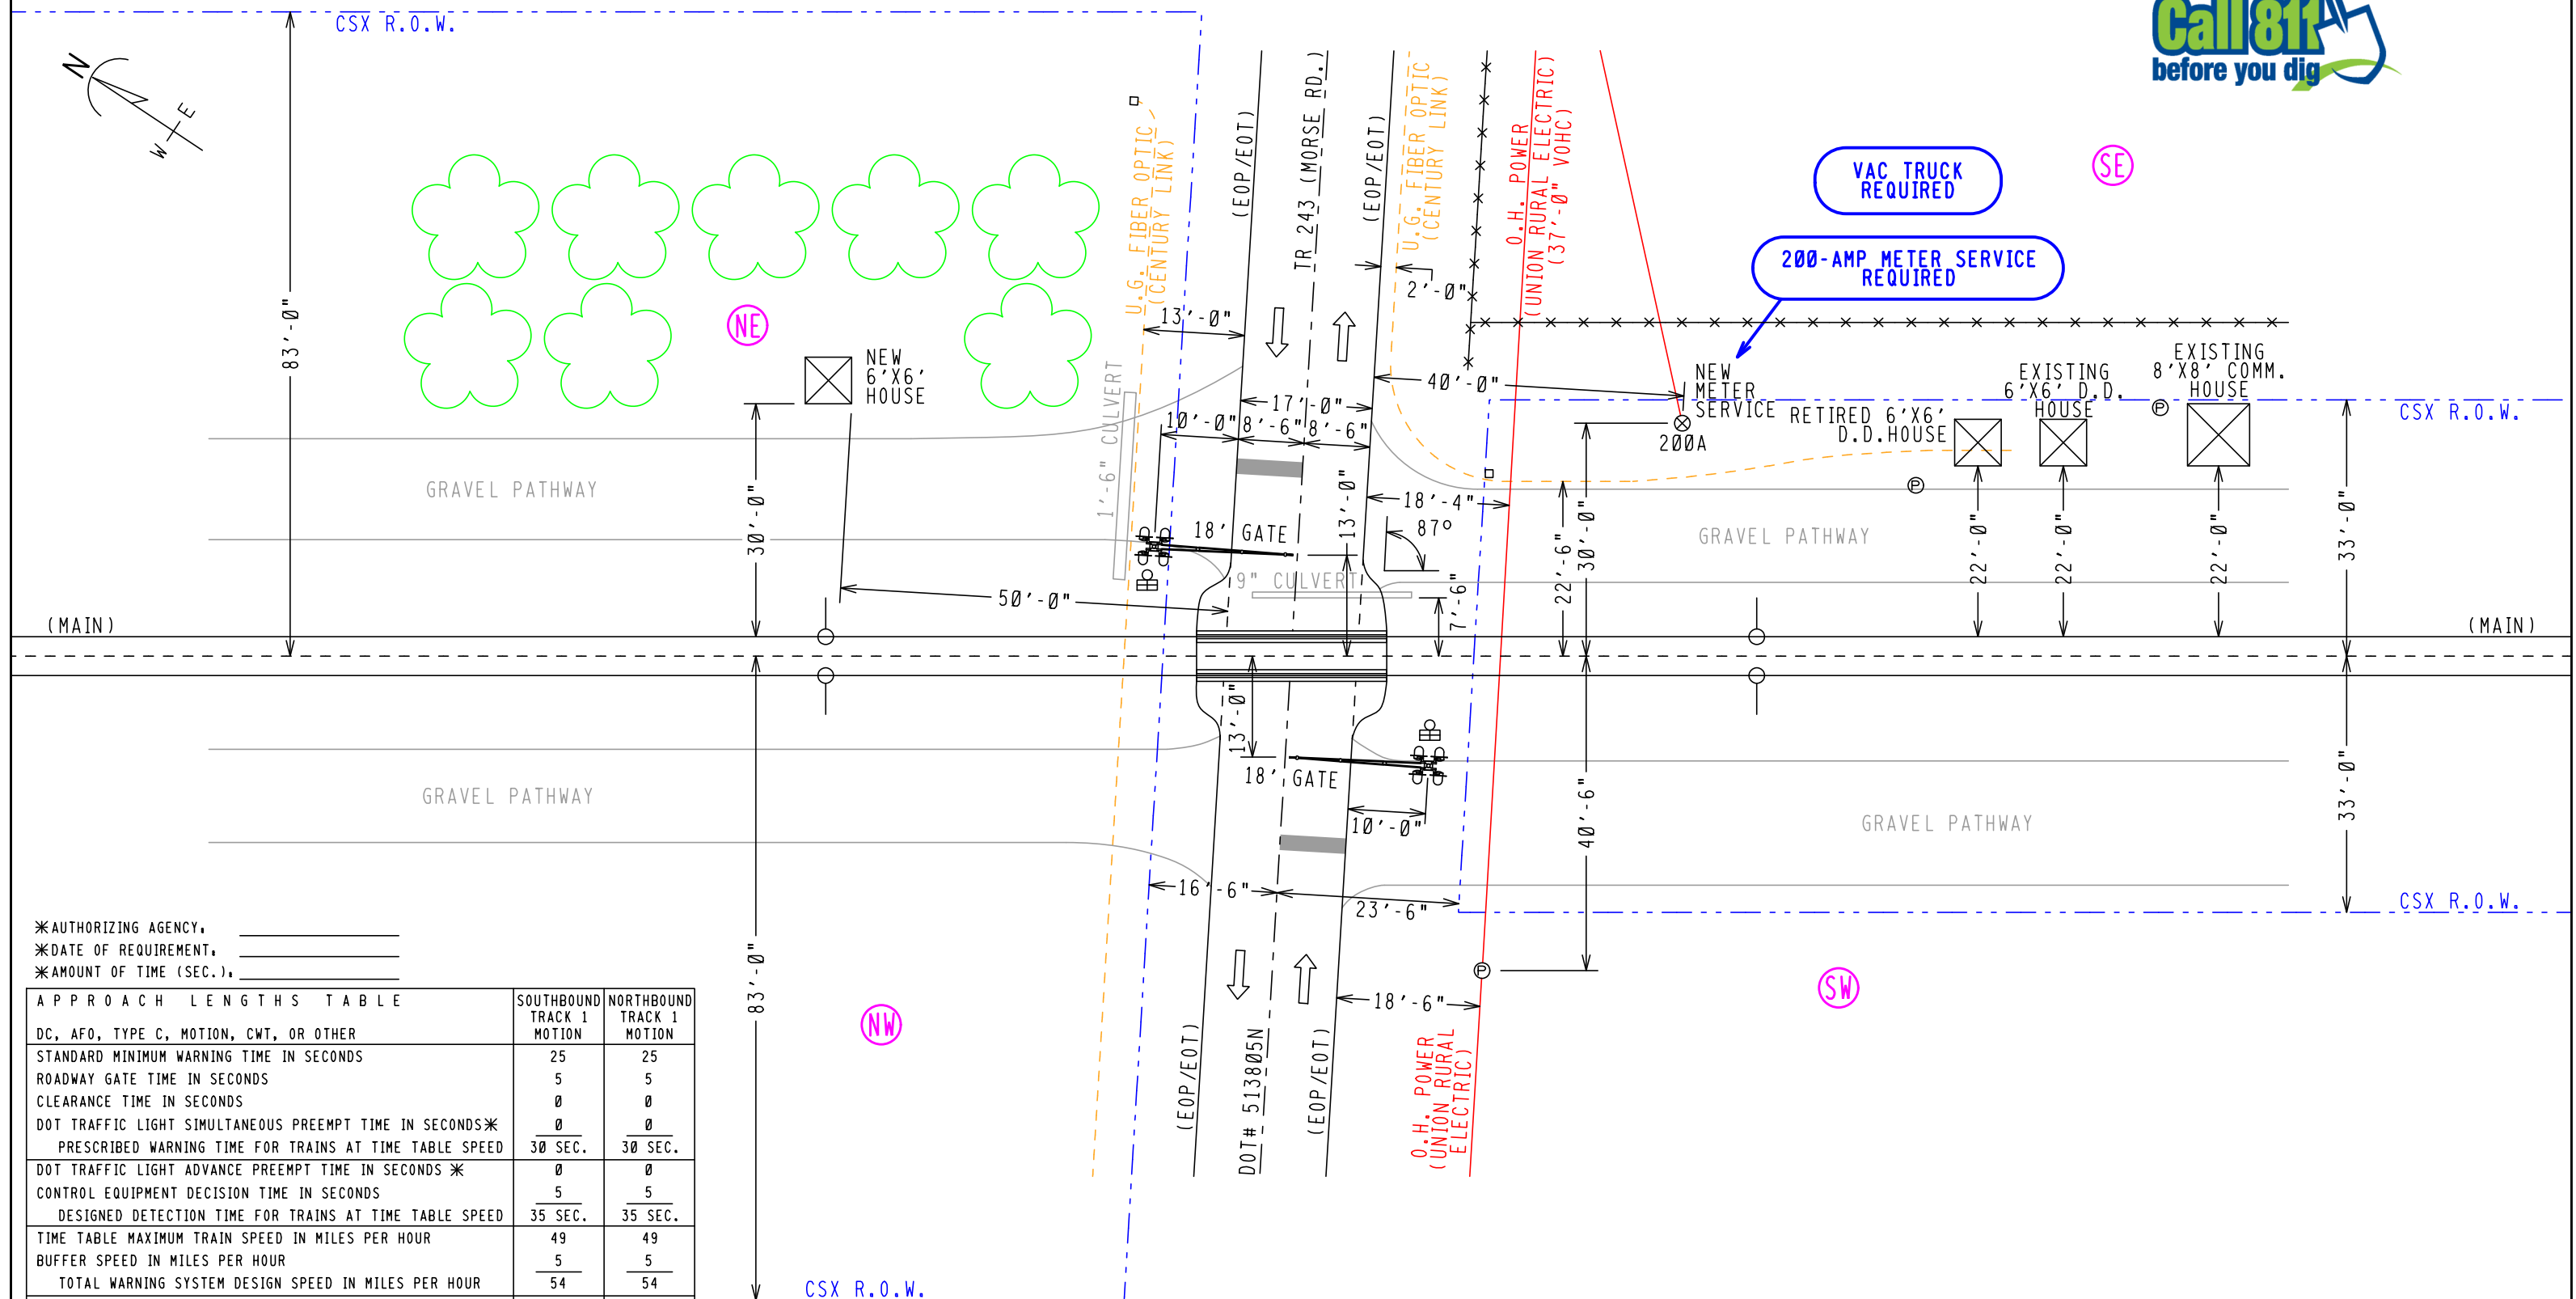 CSX R.O.W.
Call 811
before you dig
N
E
W
83'-0"
U.G. FIBER OPTIC
(CENTURY LINK)
(EOP/EOT)
TR 243 (MORSE RD.)
(EOP/EOT)
U.G. FIBER OPTIC
(CENTURY LINK)
O.H. POWER
(UNION RURAL ELECTRIC)
(37'-0" VOHC)
VAC TRUCK
REQUIRED
SE
200-AMP METER SERVICE
REQUIRED
NE
NEW
6'X6'
HOUSE
13'-0"
2'-0"
40'-0"
17'-0"
10'-0"
8'-6"
8'-6"
1'-6" CULVERT
NEW
METER
SERVICE
200A
RETIRED 6'X6'
D.D.HOUSE
EXISTING
6'X6' D.D.
HOUSE
EXISTING
8'X8' COMM.
HOUSE
P
P
CSX R.O.W.
GRAVEL PATHWAY
30'-0"
18' GATE
13'-0"
18'-4"
87°
9" CULVERT
7'-6"
22'-6"
30'-0"
GRAVEL PATHWAY
22'-0"
22'-0"
22'-0"
33'-0"
50'-0"
(MAIN)
(MAIN)
13'-0"
18' GATE
10'-0"
40'-6"
33'-0"
GRAVEL PATHWAY
GRAVEL PATHWAY
16'-6"
23'-6"
CSX R.O.W.
83'-0"
P
18'-6"
NW
SW
(EOP/EOT)
DOT# 513805N
(EOP/EOT)
O.H. POWER
(UNION RURAL
ELECTRIC)
CSX R.O.W.
*AUTHORIZING AGENCY:
*DATE OF REQUIREMENT:
*AMOUNT OF TIME (SEC.):
APPROACH LENGTHS TABLE
DC, AFO, TYPE C, MOTION, CWT, OR OTHER
SOUTHBOUND
TRACK 1
MOTION
NORTHBOUND
TRACK 1
MOTION
STANDARD MINIMUM WARNING TIME IN SECONDS 25 25
ROADWAY GATE TIME IN SECONDS 5 5
CLEARANCE TIME IN SECONDS 0 0
DOT TRAFFIC LIGHT SIMULTANEOUS PREEMPT TIME IN SECONDS* 0 0
PRESCRIBED WARNING TIME FOR TRAINS AT TIME TABLE SPEED 30 SEC. 30 SEC.
DOT TRAFFIC LIGHT ADVANCE PREEMPT TIME IN SECONDS * 0 0
CONTROL EQUIPMENT DECISION TIME IN SECONDS 5 5
DESIGNED DETECTION TIME FOR TRAINS AT TIME TABLE SPEED 35 SEC. 35 SEC.
TIME TABLE MAXIMUM TRAIN SPEED IN MILES PER HOUR 49 49
BUFFER SPEED IN MILES PER HOUR 5 5
TOTAL WARNING SYSTEM DESIGN SPEED IN MILES PER HOUR 54 54